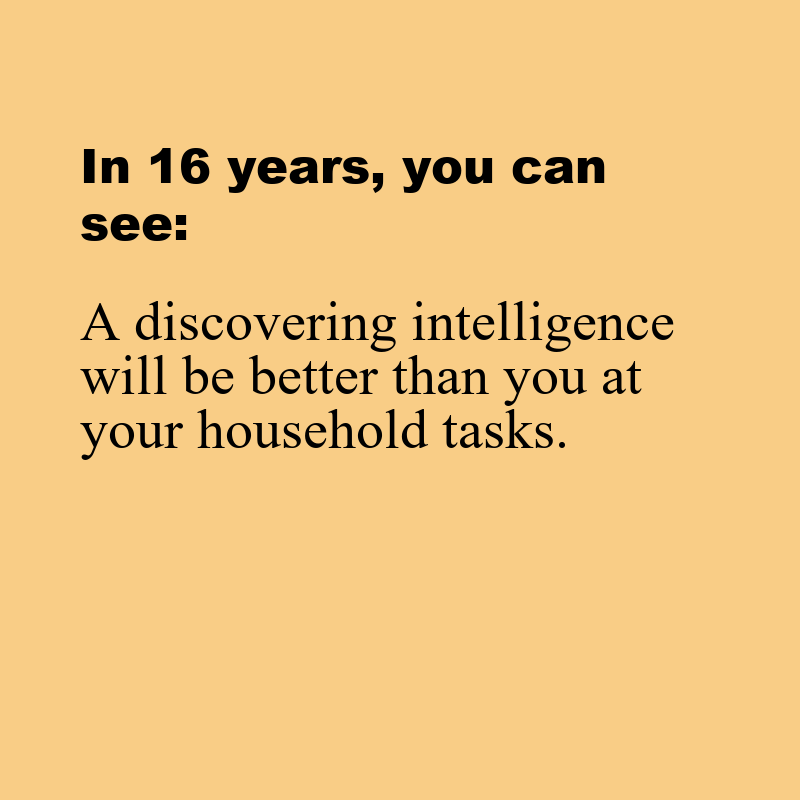 In 16 years, you can
see:
A discovering intelligence
will be better than you at
your household tasks.